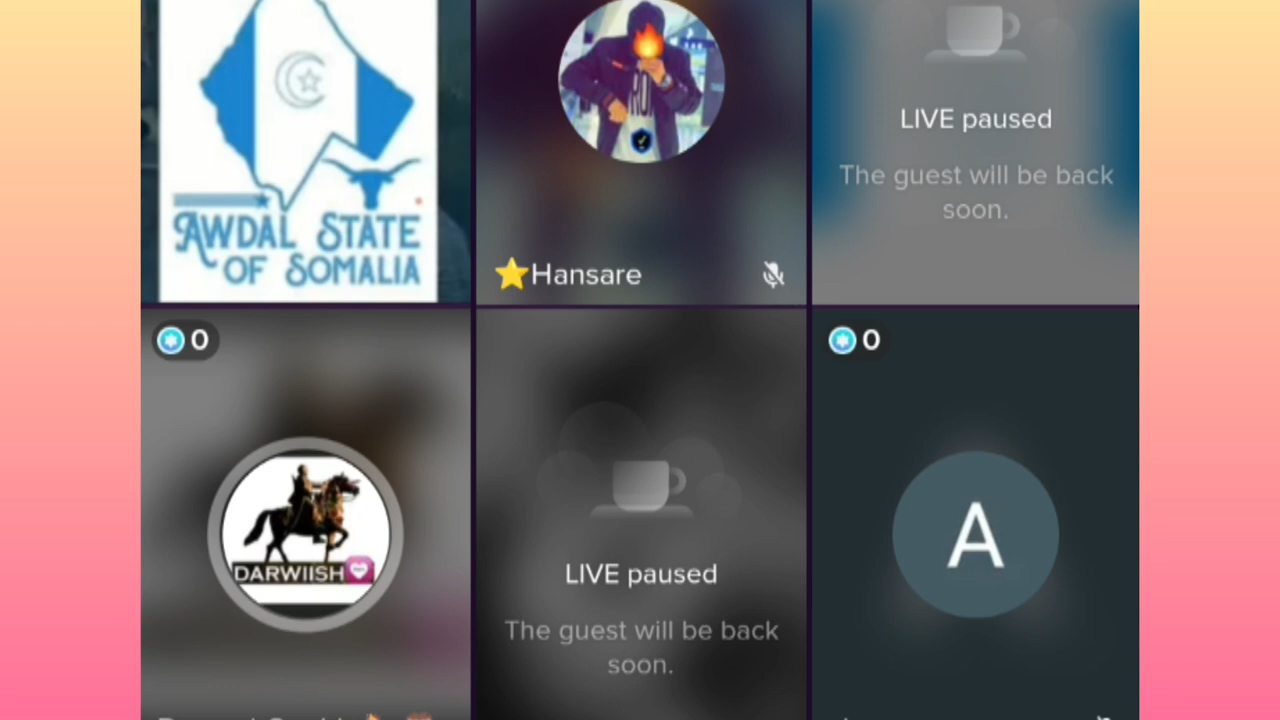 AWDAL STATE
OF SOMALIA
⭐Hansare
LIVE paused
The guest will be back
soon.
0
DARWIISH
LIVE paused
The guest will be back
soon.
0
A